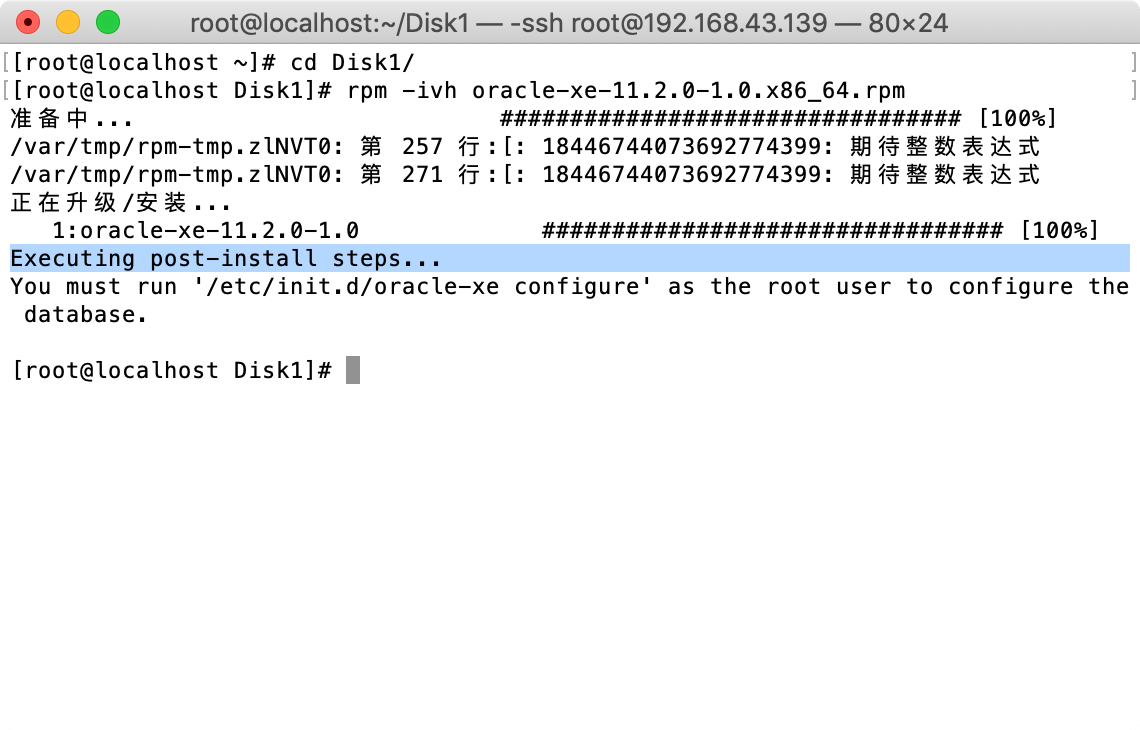 root@localhost:~/Disk1 — -ssh root@192.168.43.139 — 80×24
[[root@localhost ~]# cd Disk1/ ]
[[root@localhost Disk1]# rpm -ivh oracle-xe-11.2.0-1.0.x86_64.rpm ]
准备中... ################################# [100%]
/var/tmp/rpm-tmp.zlNVT0: 第 257 行:[: 18446744073692774399: 期待整数表达式
/var/tmp/rpm-tmp.zlNVT0: 第 271 行:[: 18446744073692774399: 期待整数表达式
正在升级/安装...
1:oracle-xe-11.2.0-1.0 ################################# [100%]
Executing post-install steps...
You must run '/etc/init.d/oracle-xe configure' as the root user to configure the
database.
[root@localhost Disk1]#